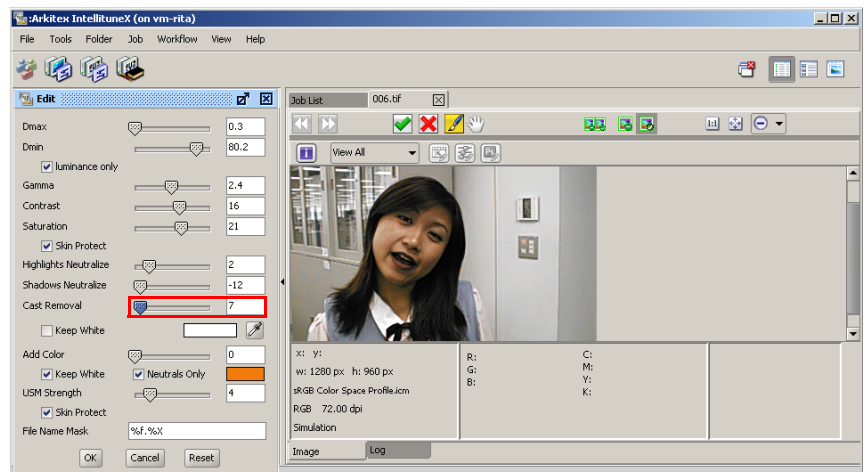 :Arkitex IntellituneX (on vm-rita)
File Tools Folder Job Workflow View Help
Edit
Dmax 0.3
Dmin 80.2
luminance only
Gamma 2.4
Contrast 16
Saturation 21
Skin Protect
Highlights Neutralize 2
Shadows Neutralize -12
Cast Removal 7
Keep White
Add Color 0
Keep White Neutrals Only
USM Strength 4
Skin Protect
File Name Mask %f.%X
OK Cancel Reset
Job List 006.tif
1:1
View All
x: y:
w: 1280 px h: 960 px
sRGB Color Space Profile.icm
RGB 72.00 dpi
Simulation
R:
G:
B:
C:
M:
Y:
K:
Image Log